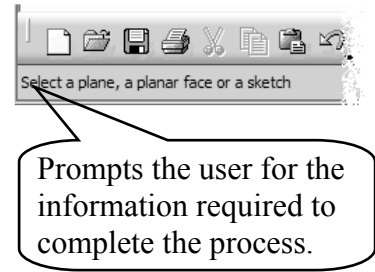 Select a plane, a planar face or a sketch
Prompts the user for the
information required to
complete the process.